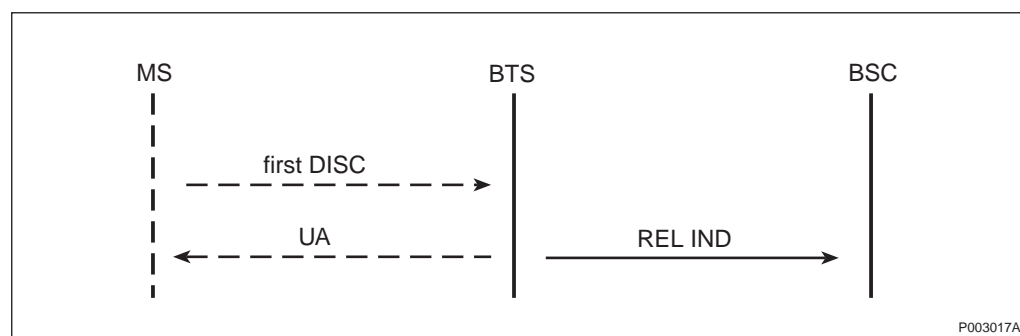 MS
BTS
BSC
first DISC
UA
REL IND
P003017A